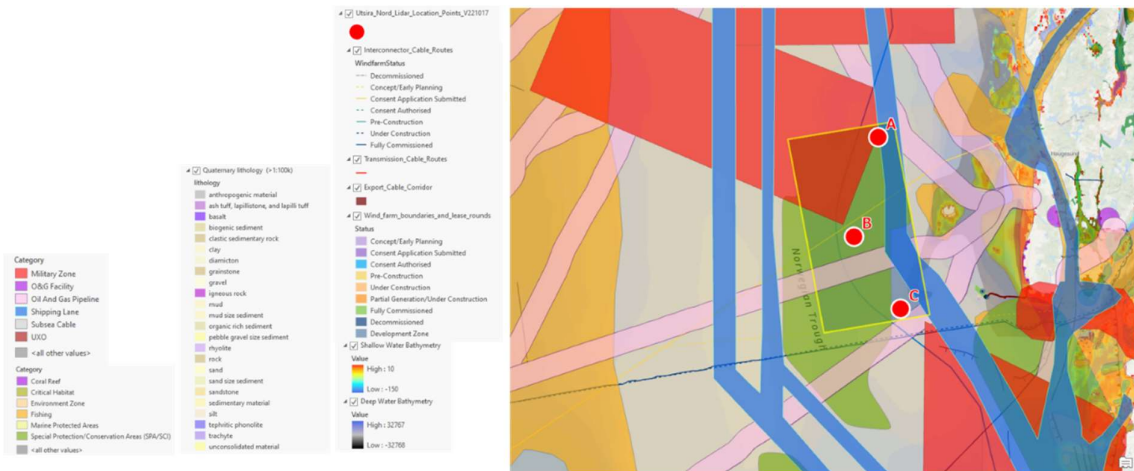 Utsira_Nord_Lidar_Location_Points_V221017
Interconnector_Cable_Routes
WindfarmStatus
Decommissioned
Concept/Early Planning
Consent Application Submitted
Consent Authorised
Pre-Construction
Under Construction
Fully Commissioned
Transmission_Cable_Routes
Export_Cable_Corridor
Wind_farm_boundaries_and_lease_rounds
Status
Concept/Early Planning
Consent Application Submitted
Consent Authorised
Pre-Construction
Under Construction
Partial Generation/Under Construction
Fully Commissioned
Decommissioned
Development Zone
Shallow Water Bathymetry
Value
High : 10
Low : -150
Deep Water Bathymetry
Value
High : 32767
Low : -32768
Quaternary lithology (>1:100k)
lithology
anthropogenic material
ash tuff, lapillistone, and lapilli tuff
basalt
biogenic sediment
clastic sedimentary rock
clay
diamicton
grainstone
gravel
igneous rock
mud
mud size sediment
organic rich sediment
pebble gravel size sediment
rhyolite
rock
sand
sand size sediment
sandstone
sedimentary material
silt
tephritic phonolite
trachyte
unconsolidated material
Category
Military Zone
O&G Facility
Oil And Gas Pipeline
Shipping Lane
Subsea Cable
UXO
<all other values>
Category
Coral Reef
Critical Habitat
Environment Zone
Fishing
Marine Protected Areas
Special Protection/Conservation Areas (SPA/SCI)
<all other values>
A
B
C
Norwegian Trough
Haugesund